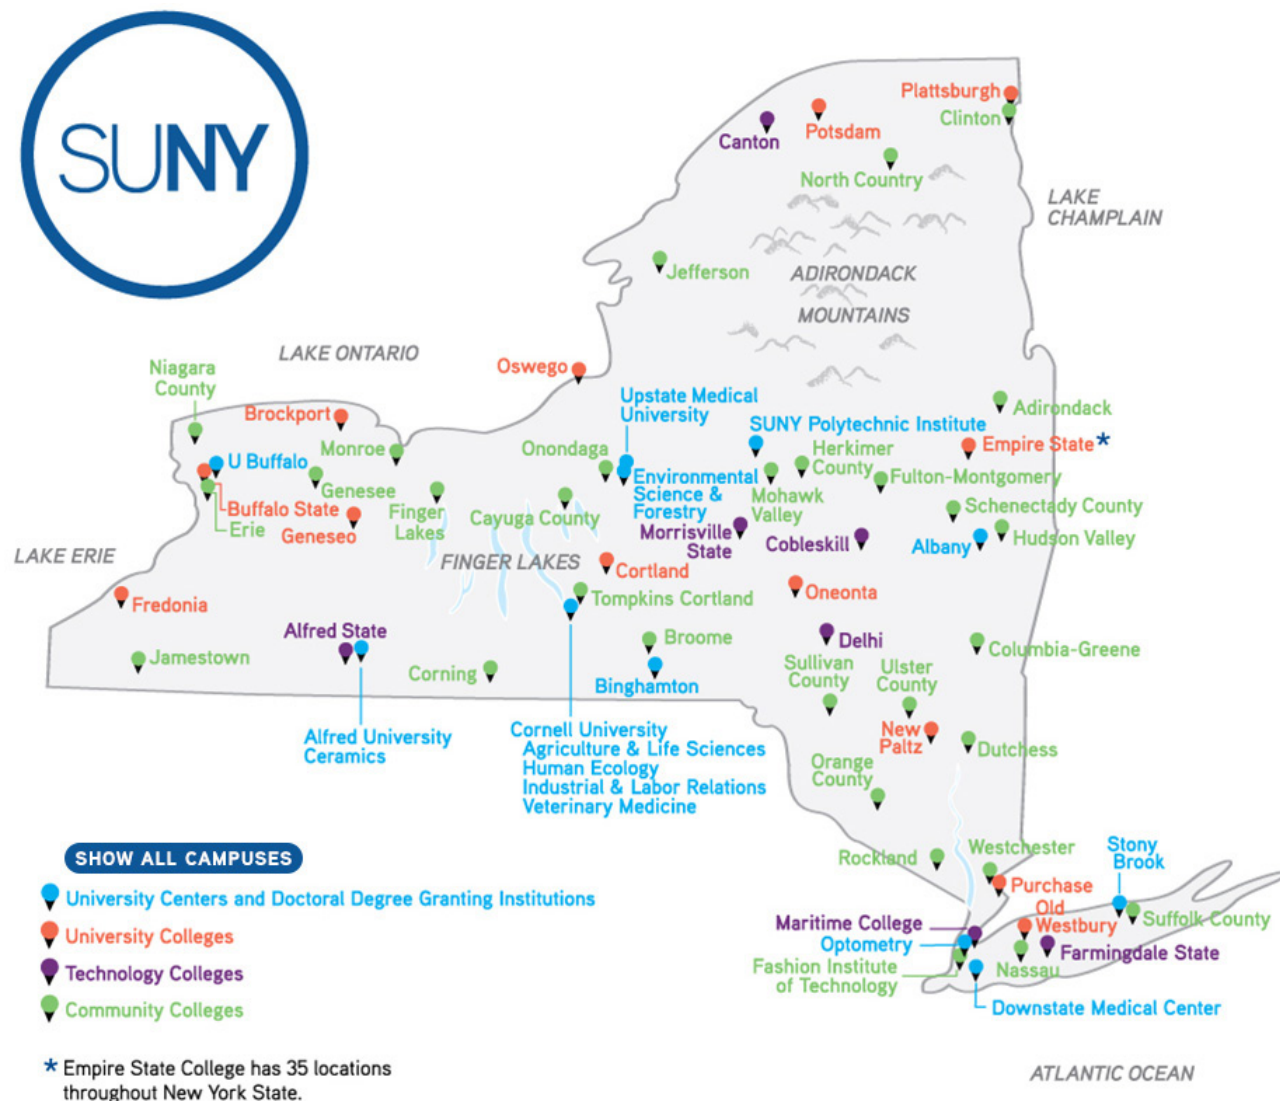 SUNY
Plattsburgh
Clinton
Potsdam
Canton
North Country
LAKE
CHAMPLAIN
Jefferson
ADIRONDACK
MOUNTAINS
LAKE ONTARIO
Oswego
Niagara
County
Brockport
Upstate Medical
University
SUNY Polytechnic Institute
Adirondack
Empire State*
Monroe
Onondaga
Herkimer
County
U Buffalo
Genesee
Environmental
Science &
Forestry
Mohawk
Valley
Fulton-Montgomery
Buffalo State
Erie
Geneseo
Finger
Lakes
Cayuga County
Schenectady County
Morrisville
State
Cobleskill
Albany
Hudson Valley
LAKE ERIE
FINGER LAKES
Cortland
Fredonia
Tompkins Cortland
Oneonta
Alfred State
Broome
Delhi
Jamestown
Corning
Binghamton
Sullivan
County
Ulster
County
Columbia-Greene
Alfred University
Ceramics
Cornell University
Agriculture & Life Sciences
Human Ecology
Industrial & Labor Relations
Veterinary Medicine
New
Paltz
Dutchess
Orange
County
Rockland
Westchester
Stony
Brook
Purchase
Old
Westbury
Suffolk County
Maritime College
Optometry
Fashion Institute
of Technology
Nassau
Farmingdale State
Downstate Medical Center
ATLANTIC OCEAN
SHOW ALL CAMPUSES
University Centers and Doctoral Degree Granting Institutions
University Colleges
Technology Colleges
Community Colleges
* Empire State College has 35 locations
throughout New York State.